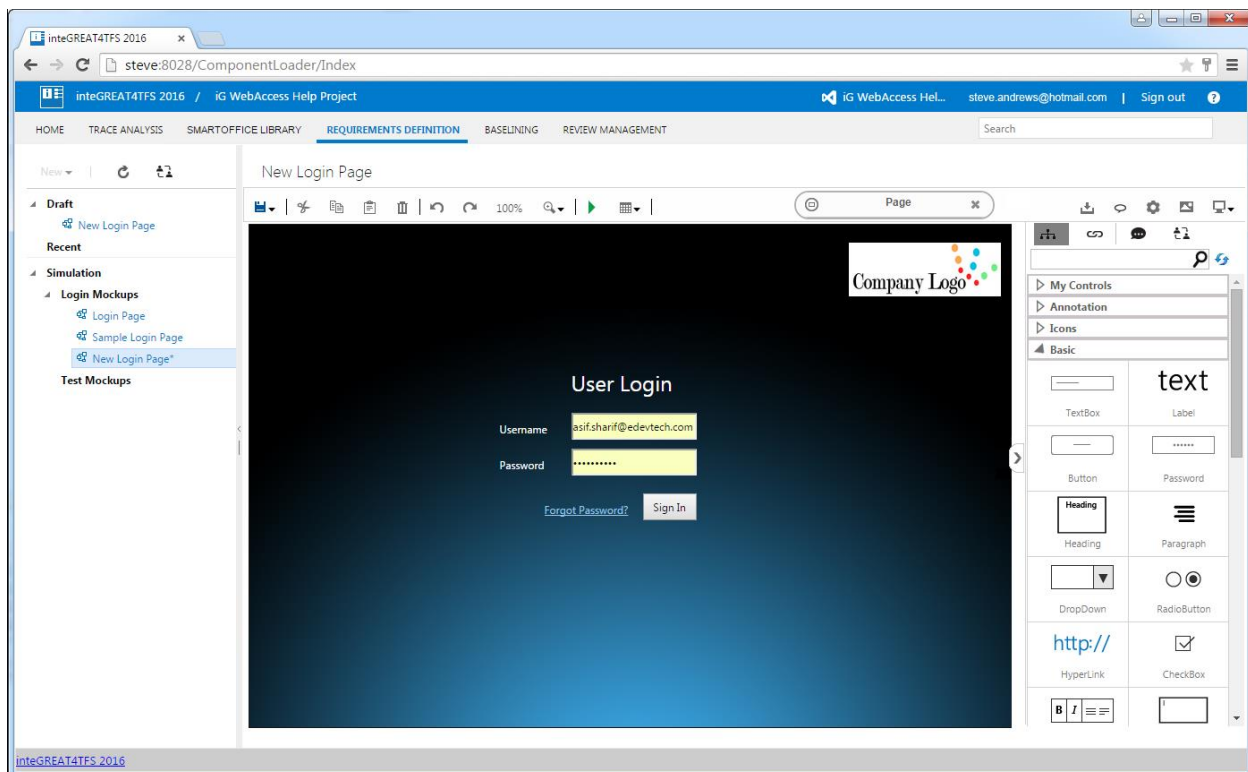 inteGREAT4TFS 2016
steve:8028/ComponentLoader/Index
inteGREAT4TFS 2016 / iG WebAccess Help Project
iG WebAccess Hel... steve.andrews@hotmail.com | Sign out ?
HOME TRACE ANALYSIS SMARTOFFICE LIBRARY REQUIREMENTS DEFINITION BASELINING REVIEW MANAGEMENT Search
New
Draft
New Login Page
Recent
Simulation
Login Mockups
Login Page
Sample Login Page
New Login Page*
Test Mockups
New Login Page
100%
Page
Company Logo
User Login
Username asif.sharif@edevtech.com
Password ••••••••••
Forgot Password? Sign In
My Controls
Annotation
Icons
Basic
text
TextBox Label
Button Password
Heading
Heading Paragraph
DropDown RadioButton
http://
HyperLink CheckBox
B I
inteGREAT4TFS 2016